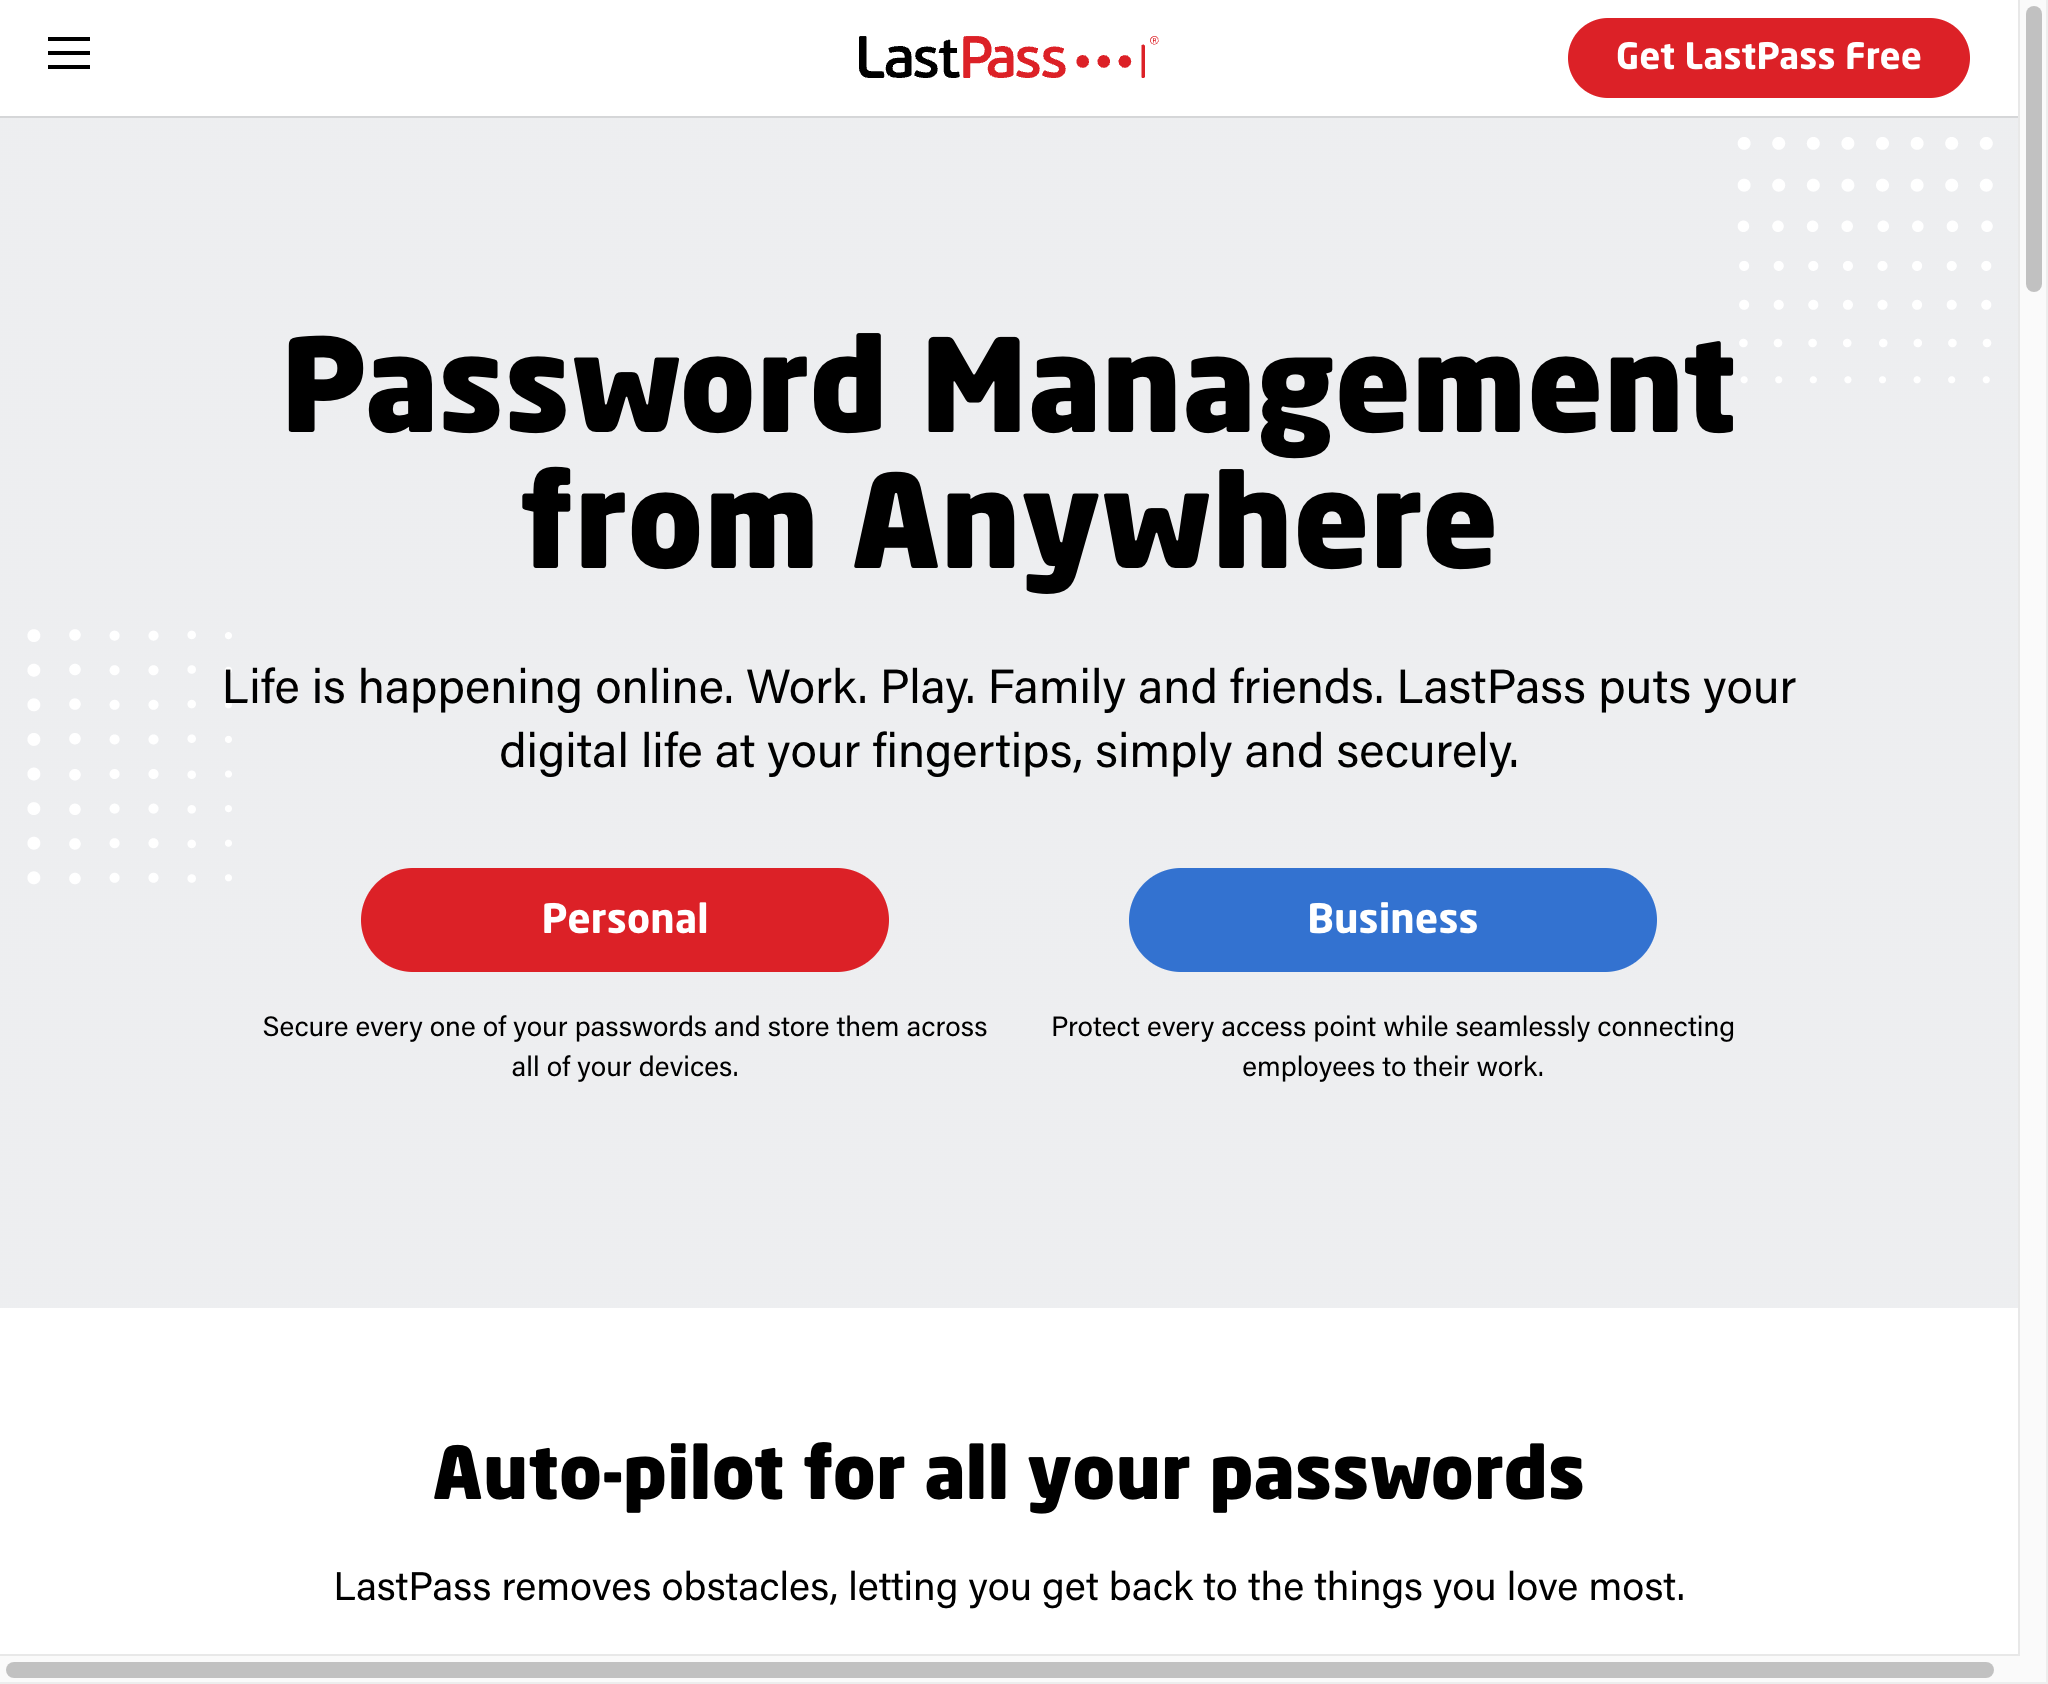 LastPass ®
Get LastPass Free
Password Management
from Anywhere
Life is happening online. Work. Play. Family and friends. LastPass puts your
digital life at your fingertips, simply and securely.
Personal
Secure every one of your passwords and store them across
all of your devices.
Business
Protect every access point while seamlessly connecting
employees to their work.
Auto-pilot for all your passwords
LastPass removes obstacles, letting you get back to the things you love most.